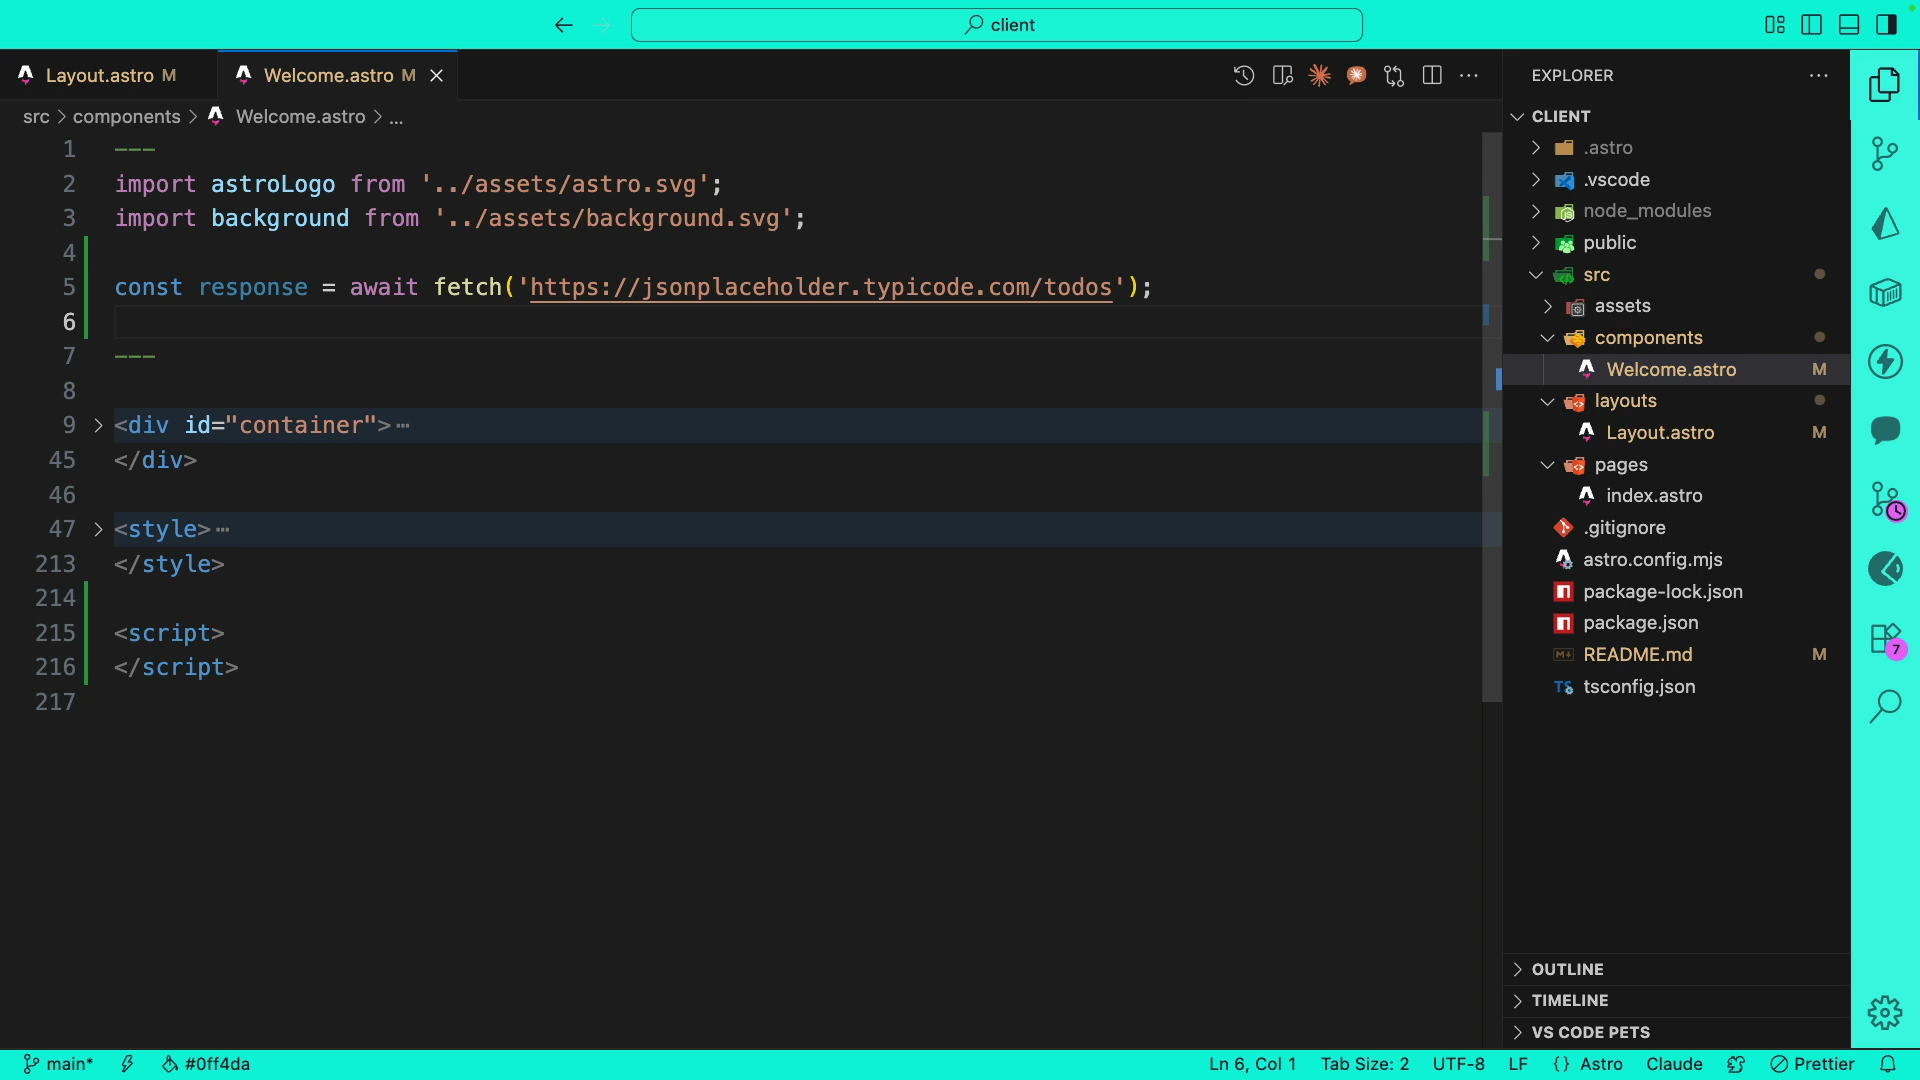 client
Layout.astro M
Welcome.astro M
src > components > Welcome.astro > ...
1 ---
2 import astroLogo from '../assets/astro.svg';
3 import background from '../assets/background.svg';
4
5 const response = await fetch('https://jsonplaceholder.typicode.com/todos');
6
7 ---
8
9 <div id="container">⋯
45 </div>
46
47 <style>⋯
213 </style>
214
215 <script>
216 </script>
217
EXPLORER
CLIENT
.astro
.vscode
node_modules
public
src
assets
components
Welcome.astro M
layouts
Layout.astro M
pages
index.astro
.gitignore
astro.config.mjs
package-lock.json
package.json
README.md M
TS tsconfig.json
OUTLINE
TIMELINE
VS CODE PETS
7
main* #0ff4da
Ln 6, Col 1 Tab Size: 2 UTF-8 LF {} Astro Claude Prettier